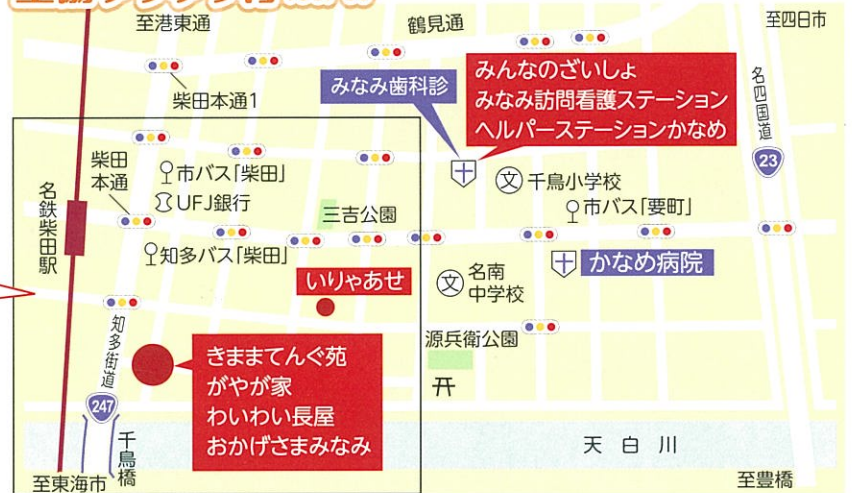 至港東通
鶴見通
至四日市
柴田本通1
みなみ歯科診
みんなのざいしょ
みなみ訪問看護ステーション
ヘルパーステーションかなめ
名四国道
23
柴田
本通
市バス「柴田」
UFJ銀行
文
千鳥小学校
市バス「要町」
名鉄柴田駅
三吉公園
知多バス「柴田」
いりゃあせ
文
名南
中学校
かなめ病院
知多街道
源兵衛公園
きままてんぐ苑
がやが家
わいわい長屋
おかげさまみなみ
247
千鳥橋
天白川
至東海市
至豊橋